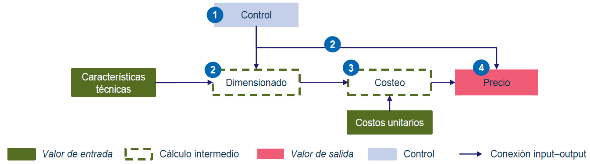 1 Control
2
Características
técnicas
2 Dimensionado
3 Costeo
4 Precio
Costos unitarios
Valor de entrada
Cálculo intermedio
Valor de salida
Control
Conexión input–output